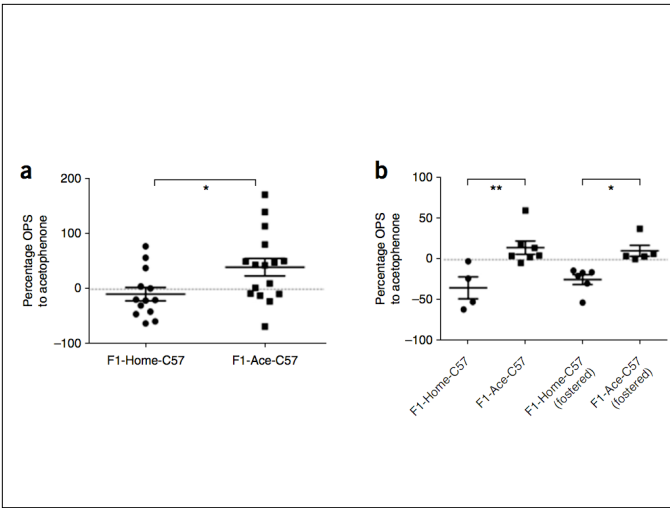 a
Percentage OPS
to acetophenone
200
100
0
−100
*
F1-Home-C57
F1-Ace-C57
b
Percentage OPS
to acetophenone
100
50
0
−50
−100
**
*
F1-Home-C57
F1-Ace-C57
F1-Home-C57
(fostered)
F1-Ace-C57
(fostered)